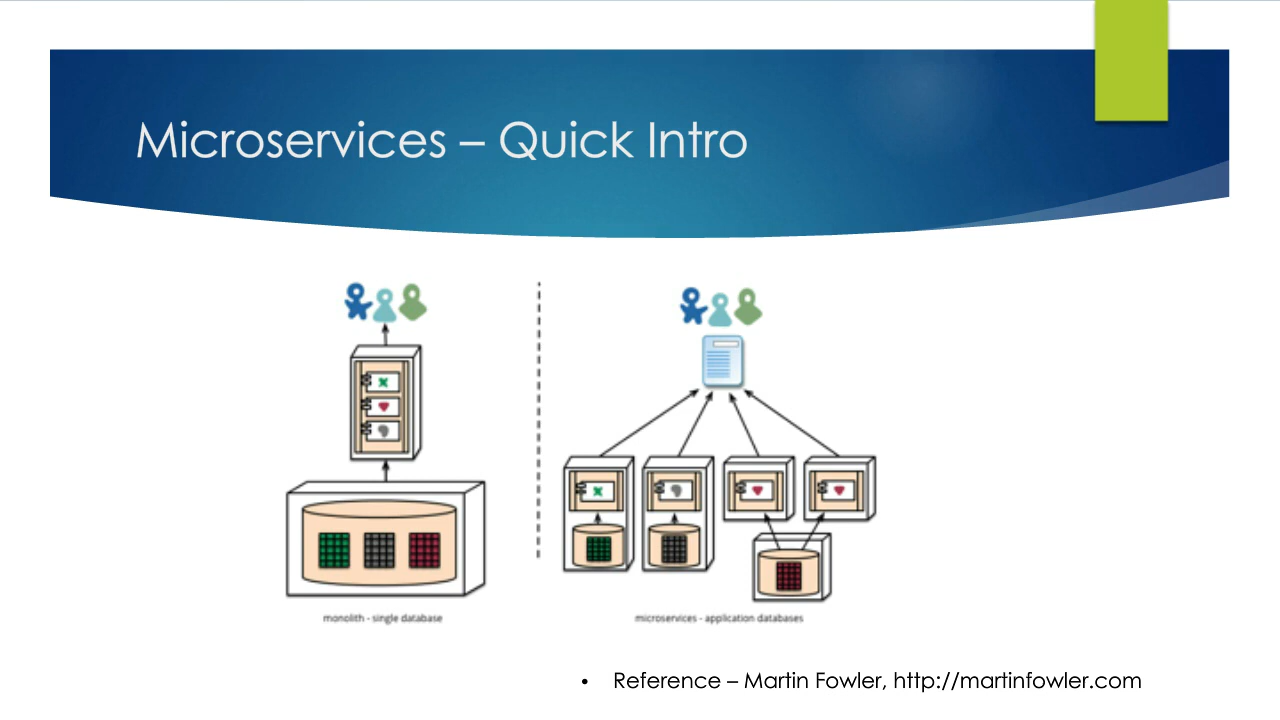 Microservices – Quick Intro
monolith - single database
microservices - application databases
• Reference – Martin Fowler, http://martinfowler.com